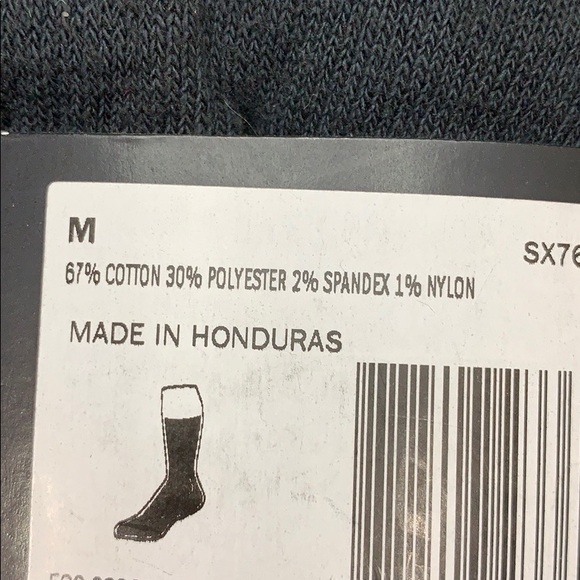 M
SX76
67% COTTON 30% POLYESTER 2% SPANDEX 1% NYLON
MADE IN HONDURAS